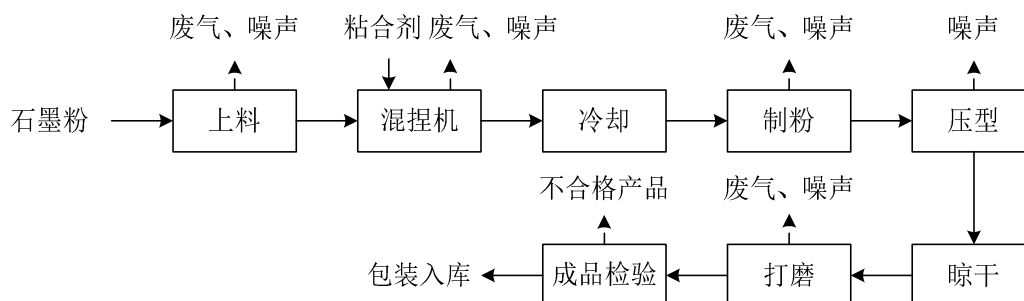 废气、噪声
粘合剂
废气、噪声
废气、噪声
噪声
石墨粉
上料
混捏机
冷却
制粉
压型
不合格产品
废气、噪声
包装入库
成品检验
打磨
晾干